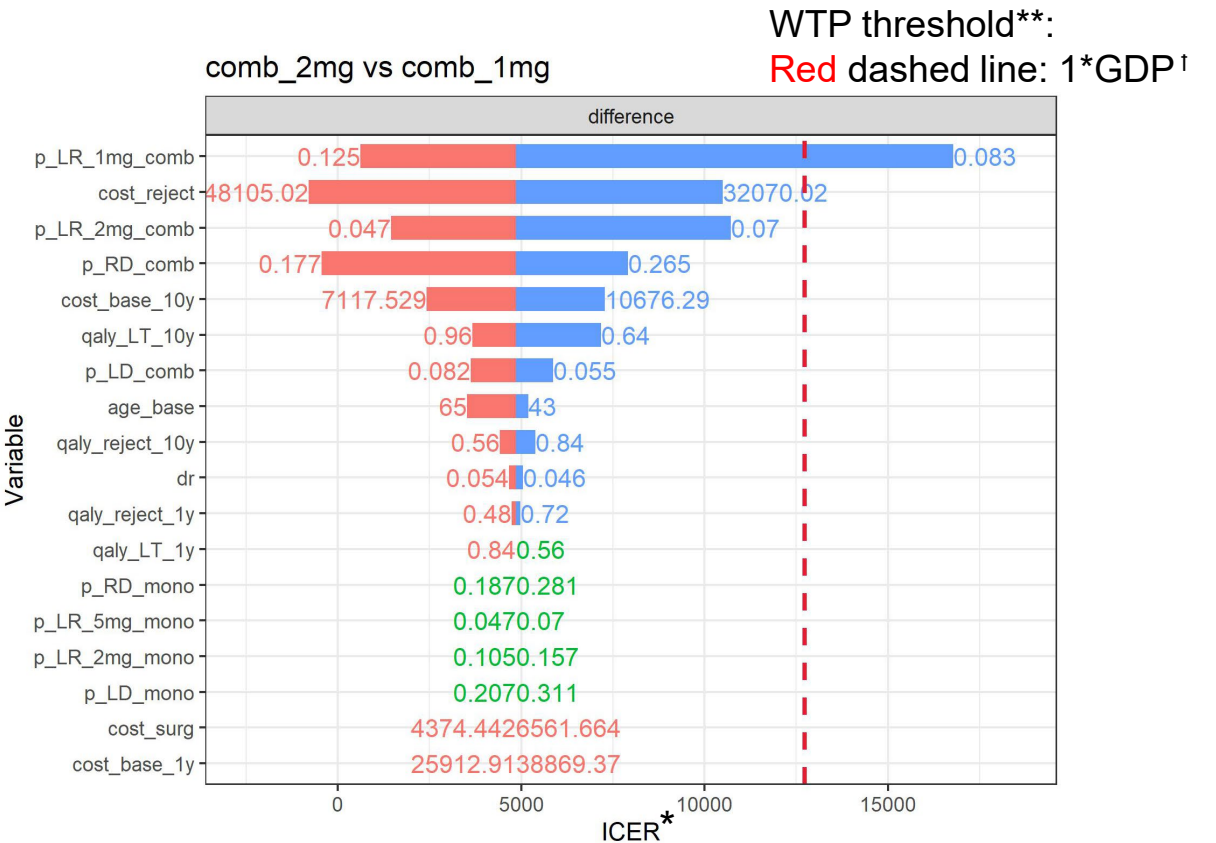 WTP threshold**:
comb_2mg vs comb_1mg
Red dashed line: 1*GDP↑
difference
p_LR_1mg_comb 0.125 0.083
cost_reject 48105.02 32070.02
p_LR_2mg_comb 0.047 0.07
p_RD_comb 0.177 0.265
cost_base_10y 7117.529 10676.29
qaly_LT_10y 0.96 0.64
p_LD_comb 0.082 0.055
age_base 65 43
qaly_reject_10y 0.56 0.84
dr 0.054 0.046
qaly_reject_1y 0.48 0.72
qaly_LT_1y 0.84 0.56
p_RD_mono 0.187 0.281
p_LR_5mg_mono 0.047 0.07
p_LR_2mg_mono 0.105 0.157
p_LD_mono 0.207 0.311
cost_surg 4374.442 6561.664
cost_base_1y 25912.91 38869.37
Variable
0 5000 10000 15000
ICER*